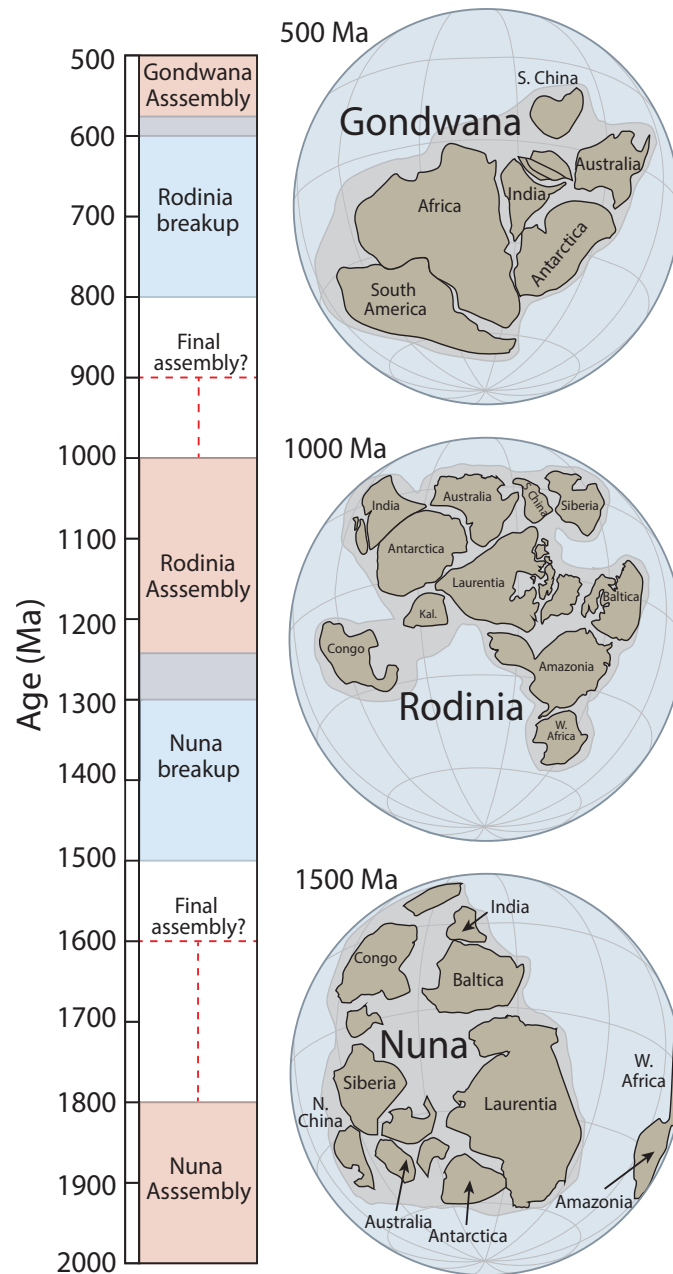 500
Gondwana
Asssembly
600
Rodinia
breakup
700
800
Final
assembly?
900
1000
1100
Rodinia
Asssembly
1200
1300
Nuna
breakup
1400
1500
Final
assembly?
1600
1700
1800
Nuna
Asssembly
1900
2000
Age (Ma)
500 Ma
S. China
Gondwana
Australia
India
Africa
Antarctica
South
America
1000 Ma
India
Australia
S. China
Siberia
Antarctica
Laurentia
Baltica
Kal.
Congo
Amazonia
Rodinia
W.
Africa
1500 Ma
India
Congo
Baltica
Nuna
W.
Africa
Siberia
Laurentia
N.
China
Amazonia
Australia
Antarctica